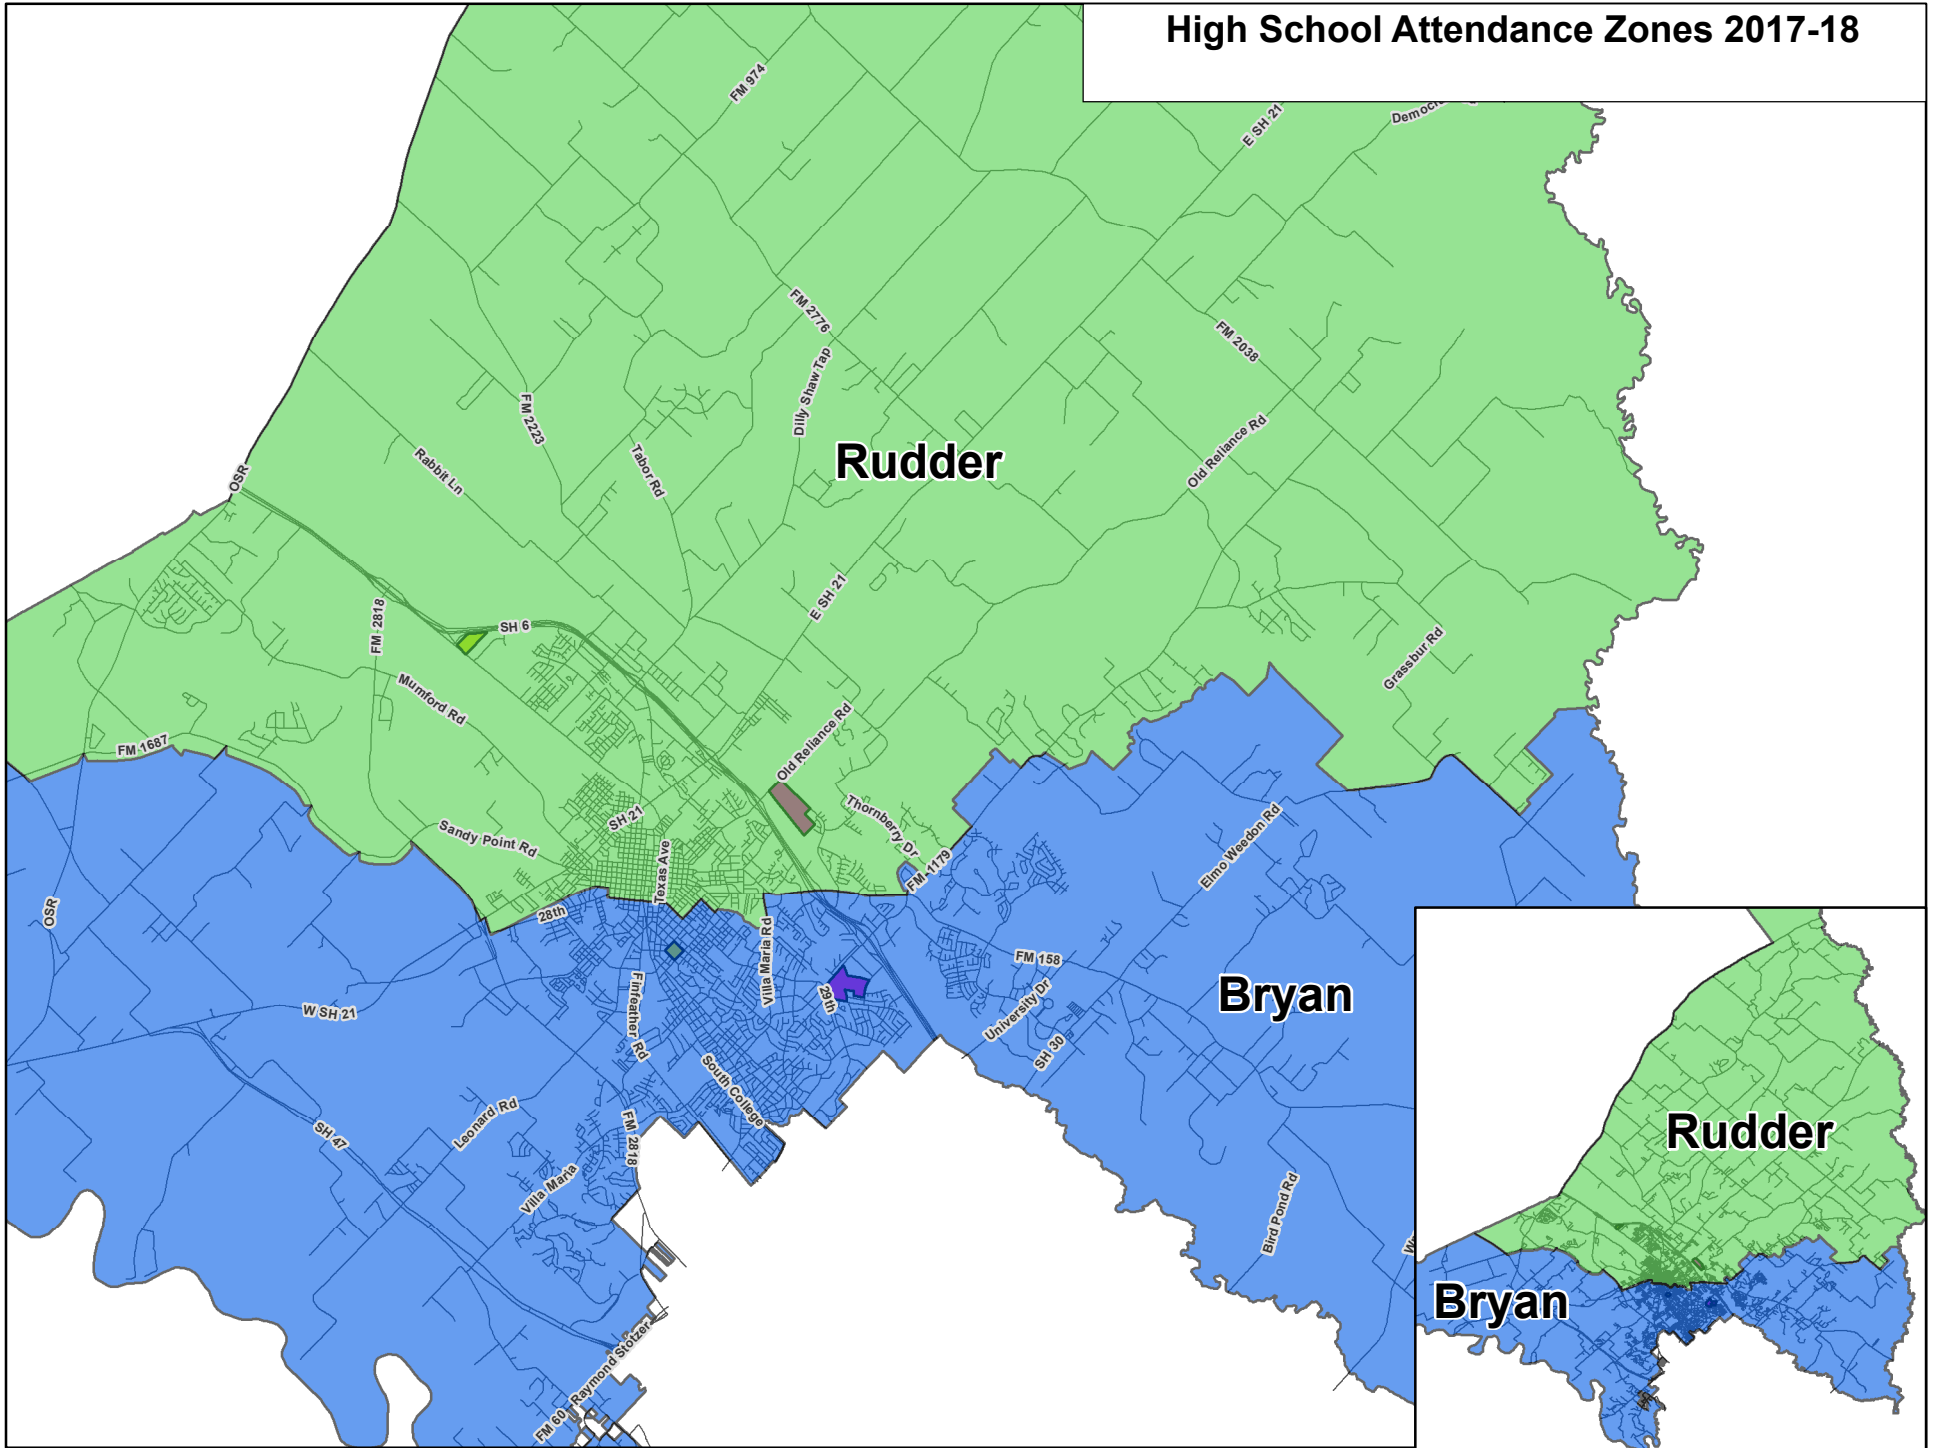 High School Attendance Zones 2017-18
FM 974
E SH 21
FM 2776
FM 2038
Dilly Shaw Tap
FM 2223
Rudder
Old Reliance Rd
Tabor Rd
Rabbit Ln
OSR
E SH 21
FM 2818
SH 6
Grassbur Rd
Mumford Rd
FM 1687
Old Reliance Rd
SH 21
Thornberry Dr
Sandy Point Rd
Texas Ave
FM 1179
Elmo Weedon Rd
OSR
28th
Villa Maria Rd
FM 158
29th
Bryan
W SH 21
Finfeather Rd
University Dr
SH 30
South College
Leonard Rd
SH 47
FM 2818
Villa Maria
Bird Pond Rd
FM 60 - Raymond Stotzer
Rudder
Bryan